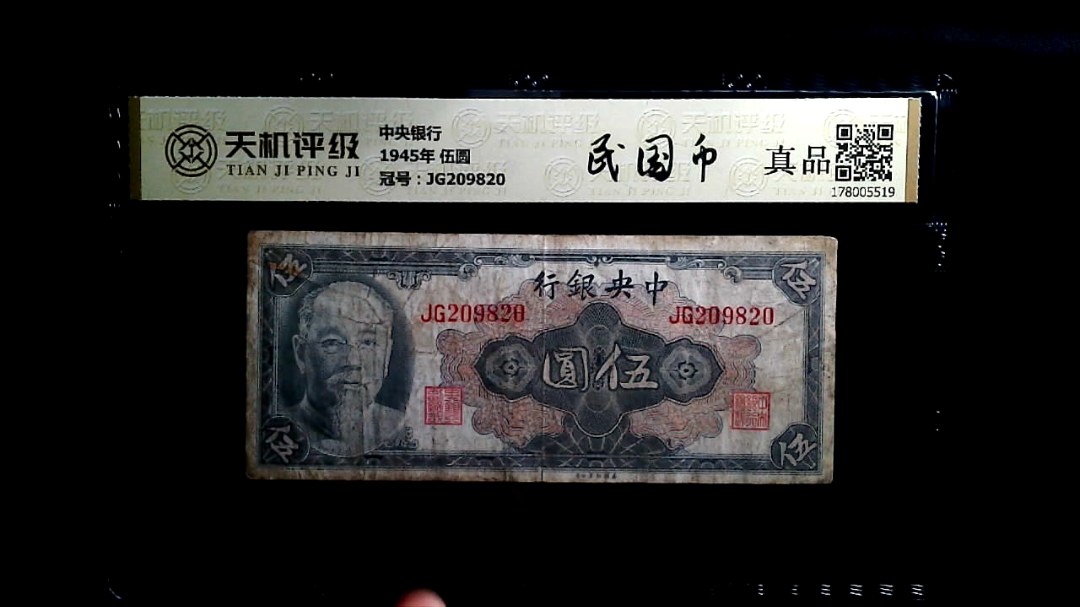 天机评级
TIAN JI PING JI
中央银行
1945年 伍圆
冠号：JG209820
民国币
真品
178005519
伍
伍
行銀央中
JG209820
JG209820
圓伍
伍
伍